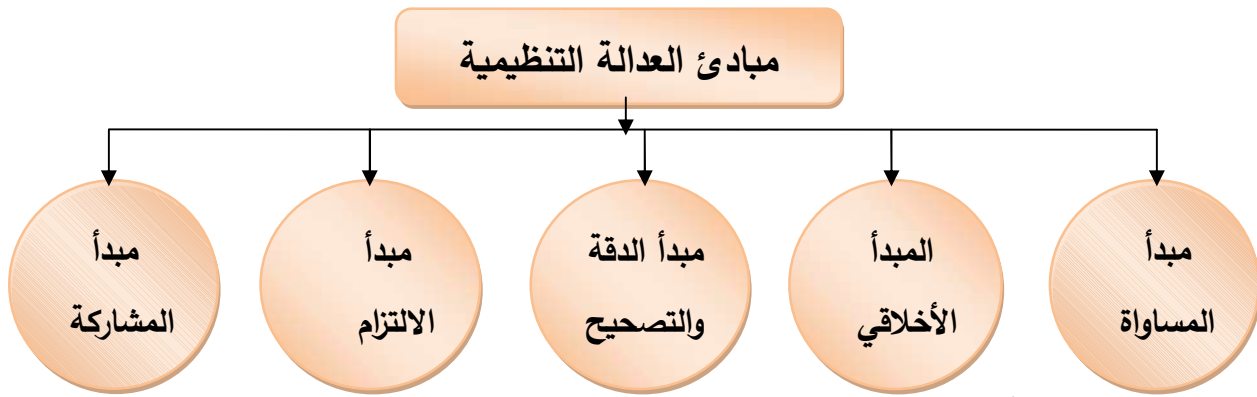 مبادئ العدالة التنظيمية
مبدأ
المساواة
المبدأ
الأخلاقي
مبدأ الدقة
والتصحيح
مبدأ
الالتزام
مبدأ
المشاركة